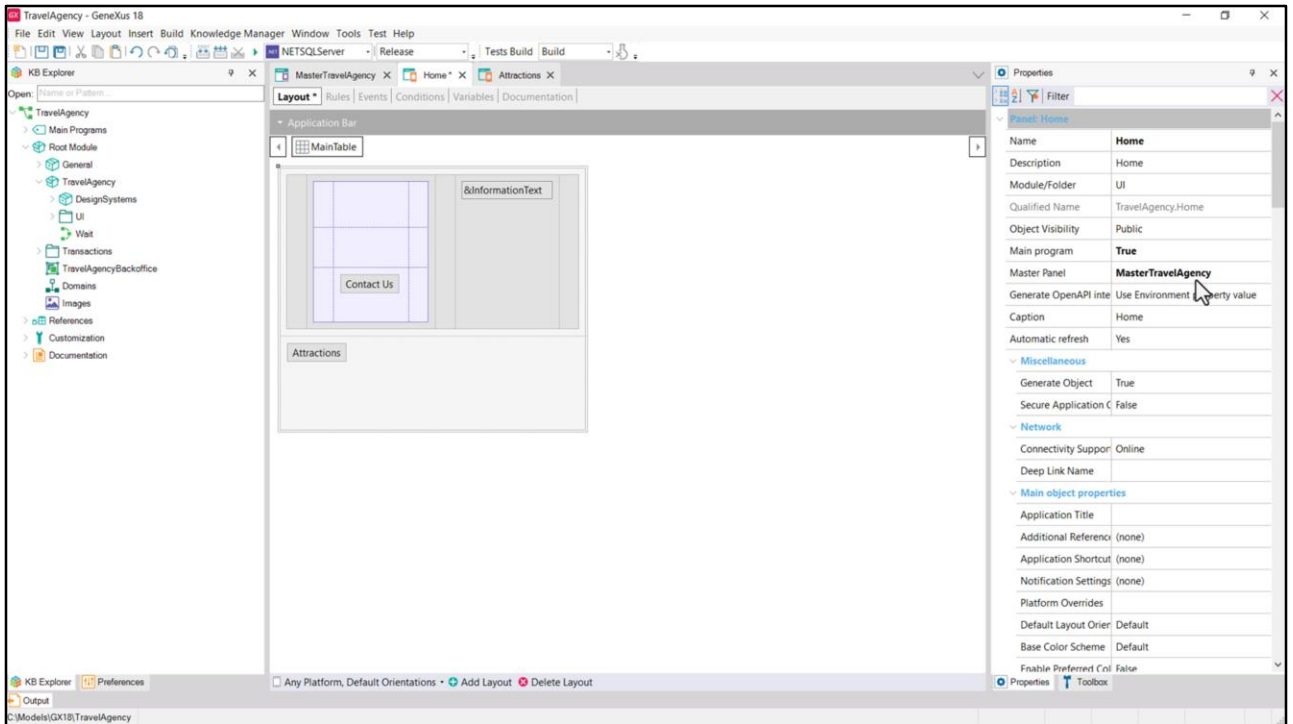 GX TravelAgency - GeneXus 18
File Edit View Layout Insert Build Knowledge Manager Window Tools Test Help
NETSQLServer Release Tests Build Build
KB Explorer
Open: Name or Pattern...
TravelAgency
Main Programs
Root Module
General
TravelAgency
DesignSystems
UI
Wait
Transactions
TravelAgencyBackoffice
Domains
Images
References
Customization
Documentation
KB Explorer Preferences
Output
C:\Models\GX18\TravelAgency
MasterTravelAgency X Home* X Attractions X
Layout * Rules Events Conditions Variables Documentation
Application Bar
MainTable
&InformationText
Contact Us
Attractions
Any Platform, Default Orientations • Add Layout Delete Layout
Properties
Filter
Panel: Home
Name Home
Description Home
Module/Folder UI
Qualified Name TravelAgency.Home
Object Visibility Public
Main program True
Master Panel MasterTravelAgency
Generate OpenAPI inte Use Environment erty value
Caption Home
Automatic refresh Yes
Miscellaneous
Generate Object True
Secure Application C False
Network
Connectivity Suppor Online
Deep Link Name
Main object properties
Application Title
Additional Referenc (none)
Application Shortcut (none)
Notification Settings (none)
Platform Overrides
Default Layout Orier Default
Base Color Scheme Default
Enable Preferred Col False
Properties Toolbox